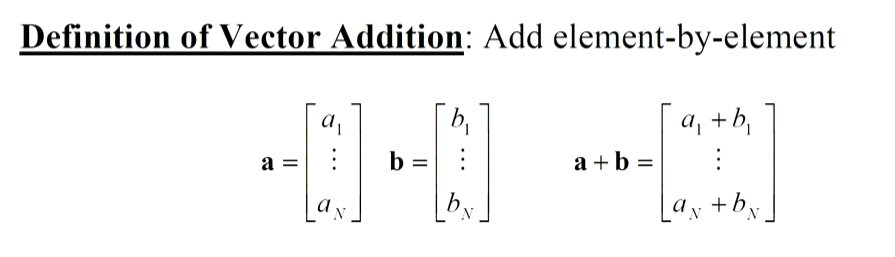 Definition of Vector Addition: Add element-by-element
a = [a₁ ⋮ a_N] b = [b₁ ⋮ b_N] a + b = [a₁ + b₁ ⋮ a_N + b_N]